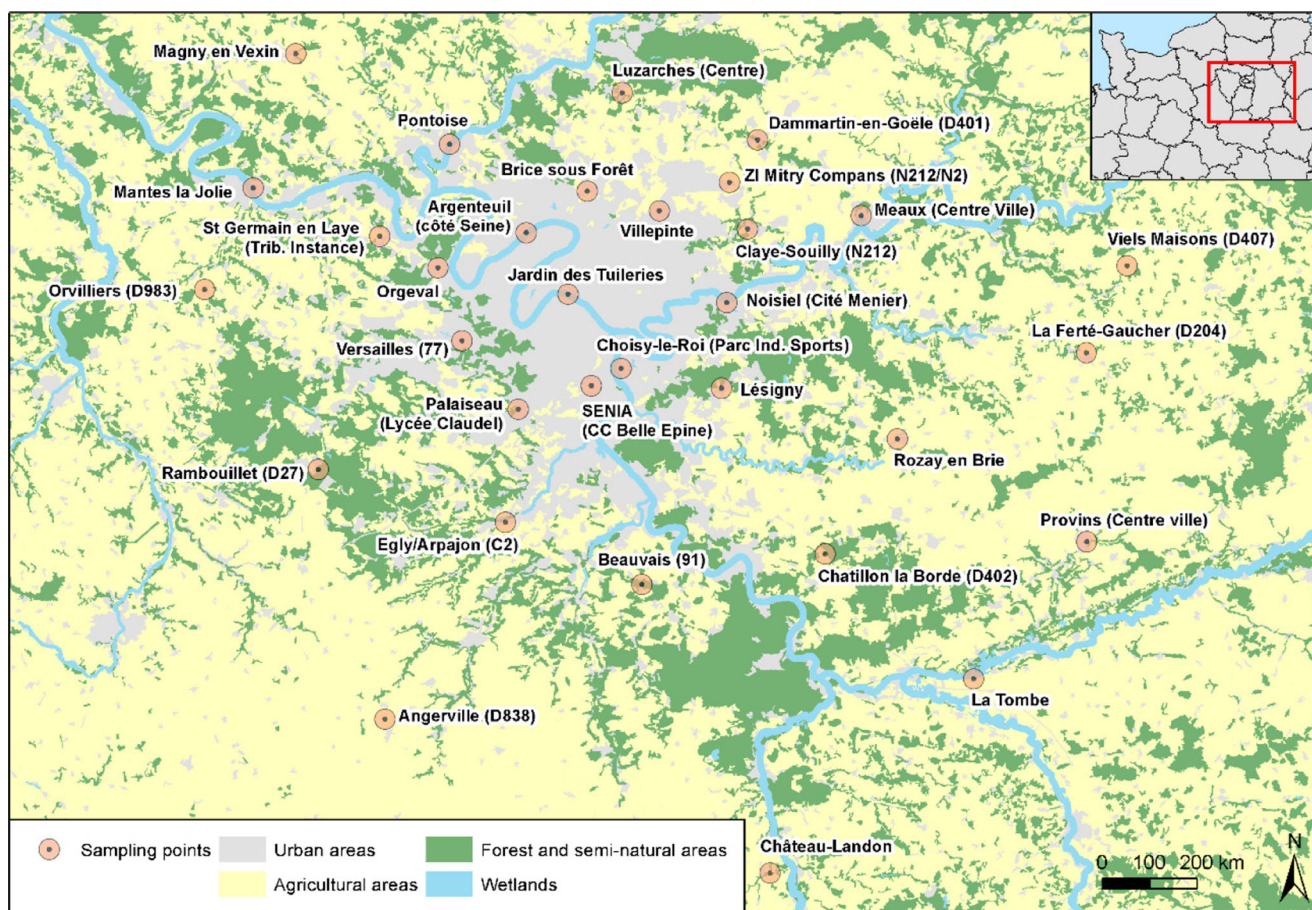 Magny en Vexin
Luzarches (Centre)
Pontoise
Dammartin-en-Goële (D401)
Brice sous Forêt
ZI Mitry Compans (N212/N2)
Mantes la Jolie
Argenteuil
(côté Seine)
Villepinte
Meaux (Centre Ville)
St Germain en Laye
(Trib. Instance)
Claye-Souilly (N212)
Viels Maisons (D407)
Orvilliers (D983)
Orgeval
Jardin des Tuileries
Noisiel (Cité Menier)
Versailles (77)
Choisy-le-Roi (Parc Ind. Sports)
La Ferté-Gaucher (D204)
Palaiseau
(Lycée Claudel)
SENIA
(CC Belle Epine)
Lésigny
Rambouillet (D27)
Rozay en Brie
Egly/Arpajon (C2)
Beauvais (91)
Chatillon la Borde (D402)
Provins (Centre ville)
La Tombe
Angerville (D838)
Château-Landon
Sampling points
Urban areas
Forest and semi-natural areas
Agricultural areas
Wetlands
0 100 200 km
N